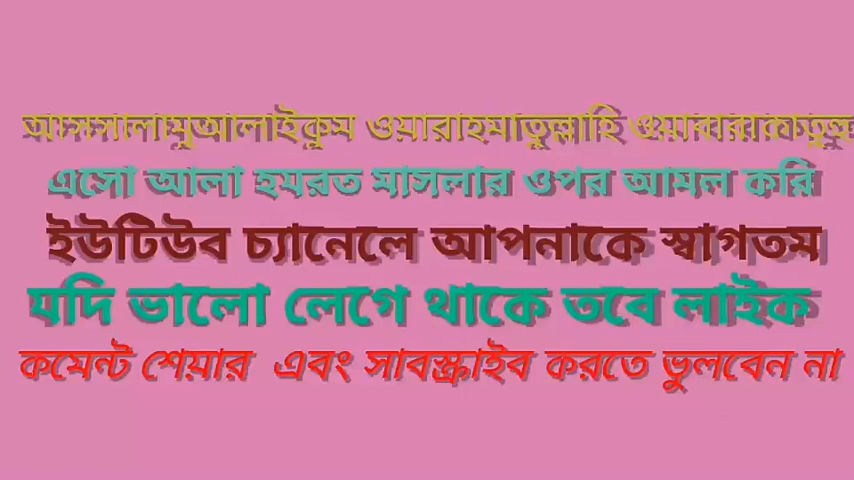 আসসালামুআলাইকুম ওয়ারাহমাতুল্লাহি ওয়াবারাকাতুহু
এসো আলা হযরত মাসলার ওপর আমল করি
ইউটিউব চ্যানেলে আপনাকে স্বাগতম
যদি ভালো লেগে থাকে তবে লাইক
কমেন্ট শেয়ার এবং সাবস্ক্রাইব করতে ভুলবেন না